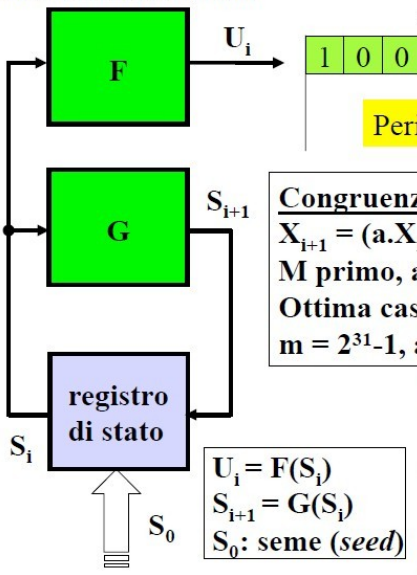 F
U_i
1 0 0
Peri
G
S_{i+1}
Congruenz
X_{i+1} = (a.X
M primo, a
Ottima cas
m = 2^{31}-1, a
registro
di stato
S_i
S_0
U_i = F(S_i)
S_{i+1} = G(S_i)
S_0: seme (seed)